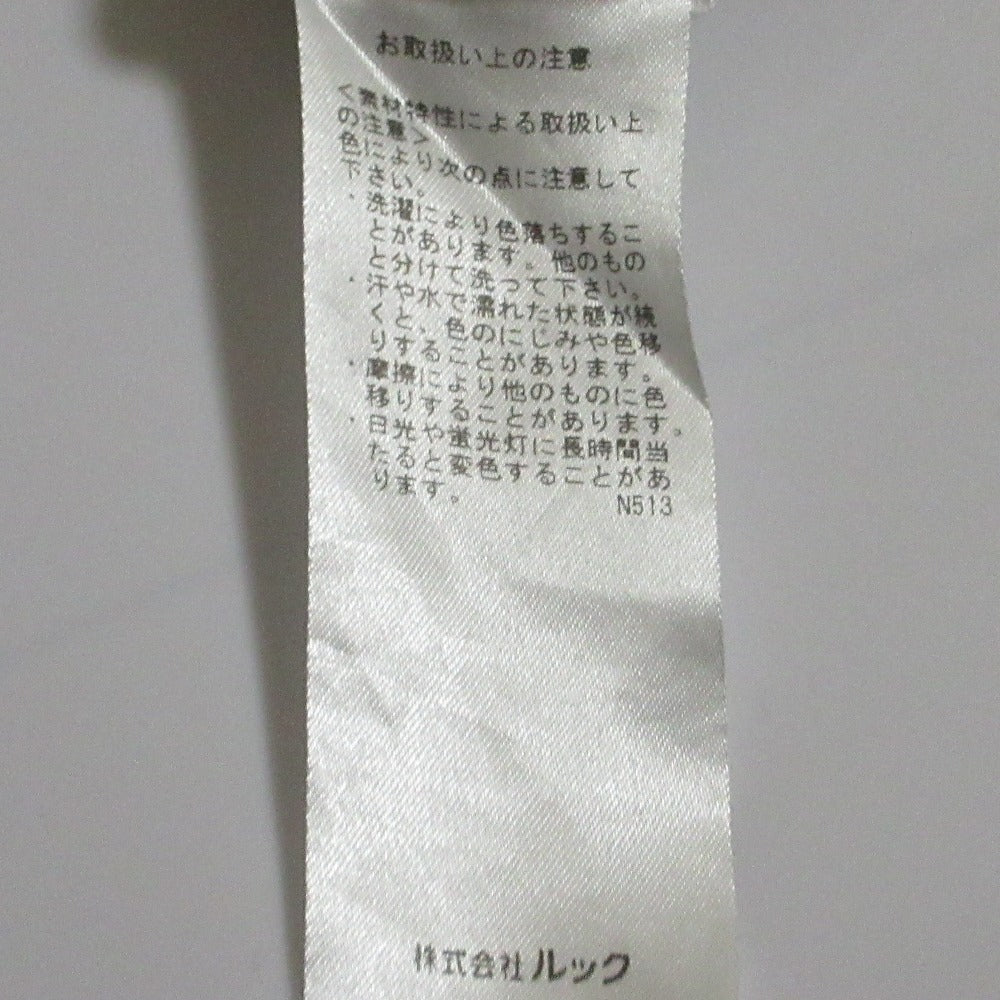 お取扱い上の注意
<素材特性による取扱い上
の注意>
色により次の点に注意して
下さい。
・洗濯により色落ちするこ
とがあります。他のもの
と分けて洗って下さい。
・汗や水で濡れた状態が続
くと、色のにじみや色移
りすることがあります。
・摩擦により他のものに色
移りすることがあります。
・日光や蛍光灯に長時間当
たると変色することがあ
ります。
N513
株式会社ルック